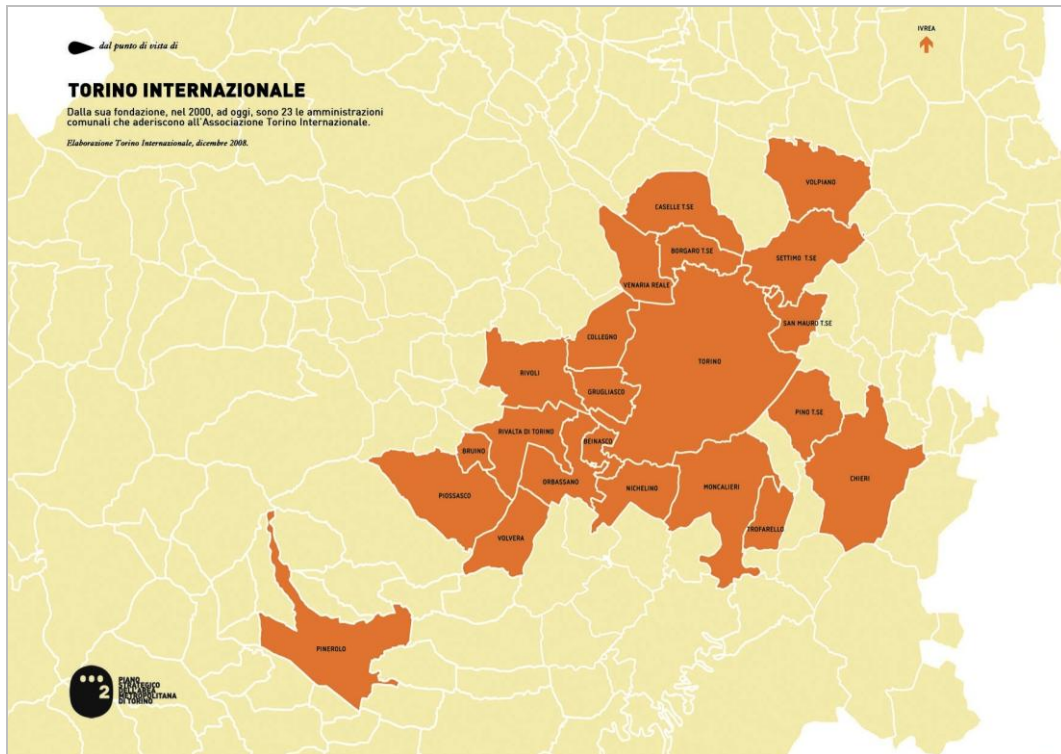 dal punto di vista di
IVREA
TORINO INTERNAZIONALE
Dalla sua fondazione, nel 2000, ad oggi, sono 23 le amministrazioni
comunali che aderiscono all'Associazione Torino Internazionale.
Elaborazione Torino Internazionale, dicembre 2008.
VOLPIANO
CASELLE T.SE
BORGARO T.SE
SETTIMO T.SE
VENARIA REALE
SAN MAURO T.SE
COLLEGNO
TORINO
RIVOLI
GRUGLIASCO
PINO T.SE
RIVALTA DI TORINO
BEINASCO
BRUINO
CHIERI
ORBASSANO
NICHELINO
MONCALIERI
PIOSSASCO
TROFARELLO
VOLVERA
PINEROLO
2
PIANO
STRATEGICO
DELL'AREA
METROPOLITANA
DI TORINO